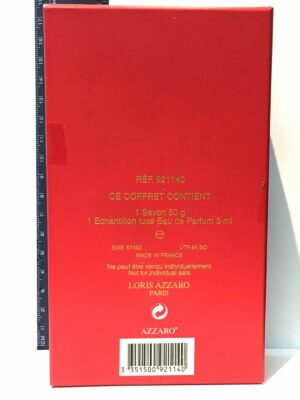 RÉF. 921140
CE COFFRET CONTIENT
1 Savon 50 g
1 Echantillon luxe Eau de Parfum 3 ml
e
EMB. 67462 UTP 94 SO
MADE IN FRANCE
Ne peut être vendu individuellement
Not for individual sale
LORIS AZZARO
PARIS
AZZARO®
3 351500 921140